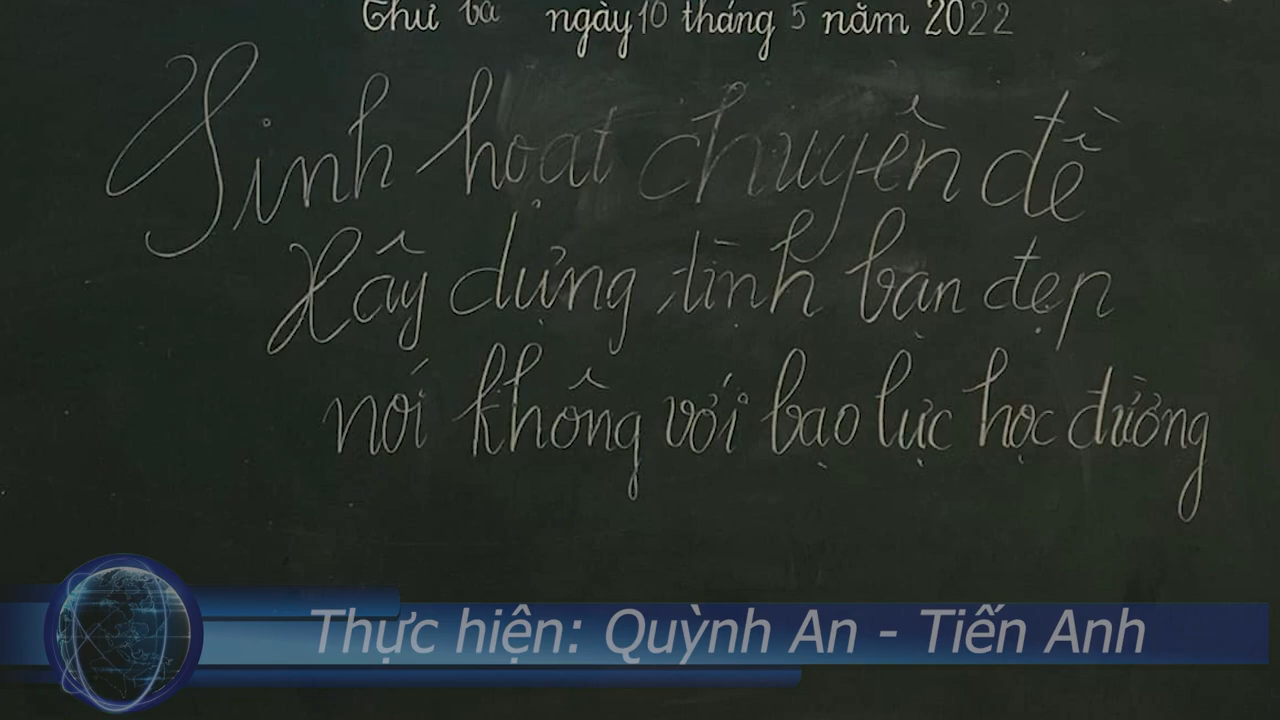 Thứ ba ngày 10 tháng 5 năm 2022
Sinh hoạt chuyên đề
Xây dựng tình bạn đẹp
nói không với bạo lực học đường
Thực hiện: Quỳnh An - Tiến Anh